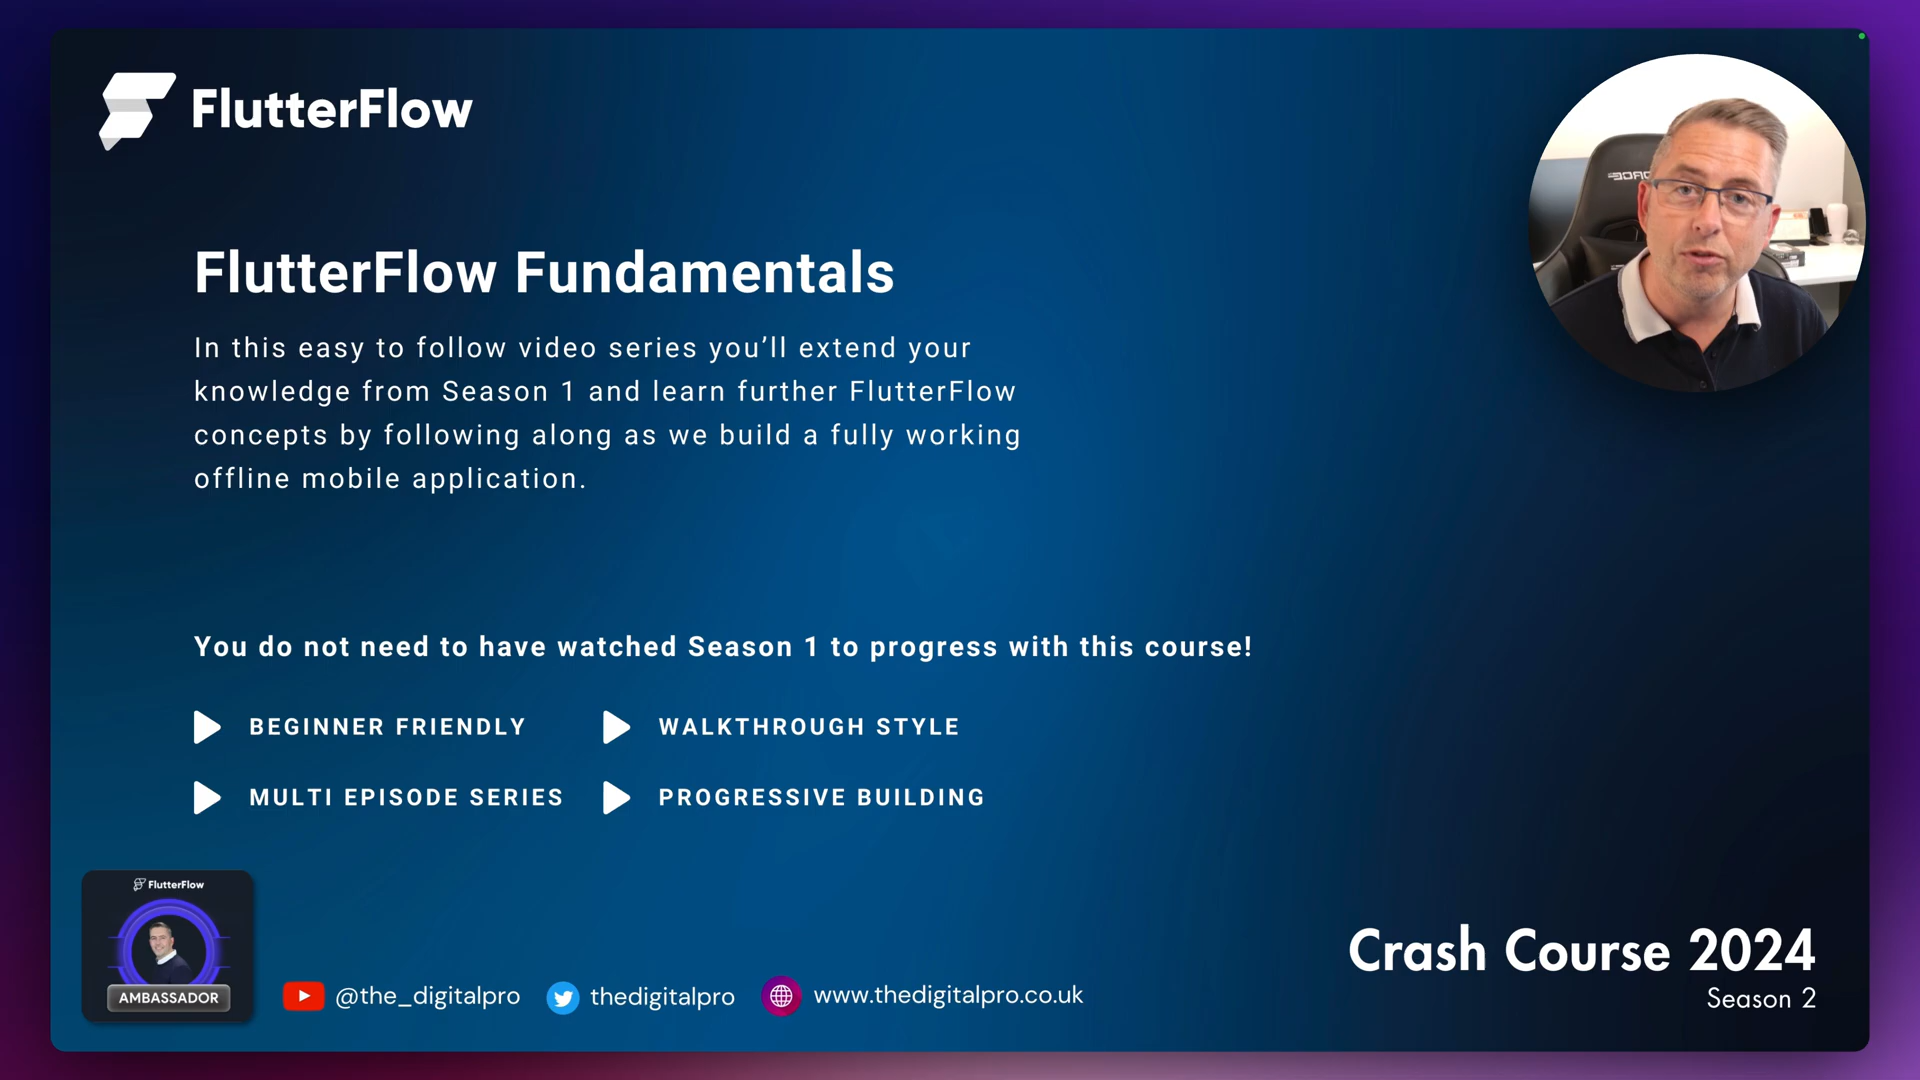 FlutterFlow
FlutterFlow Fundamentals
In this easy to follow video series you’ll extend your
knowledge from Season 1 and learn further FlutterFlow
concepts by following along as we build a fully working
offline mobile application.
You do not need to have watched Season 1 to progress with this course!
BEGINNER FRIENDLY
WALKTHROUGH STYLE
MULTI EPISODE SERIES
PROGRESSIVE BUILDING
FlutterFlow
AMBASSADOR
@the_digitalpro
thedigitalpro
www.thedigitalpro.co.uk
Crash Course 2024
Season 2